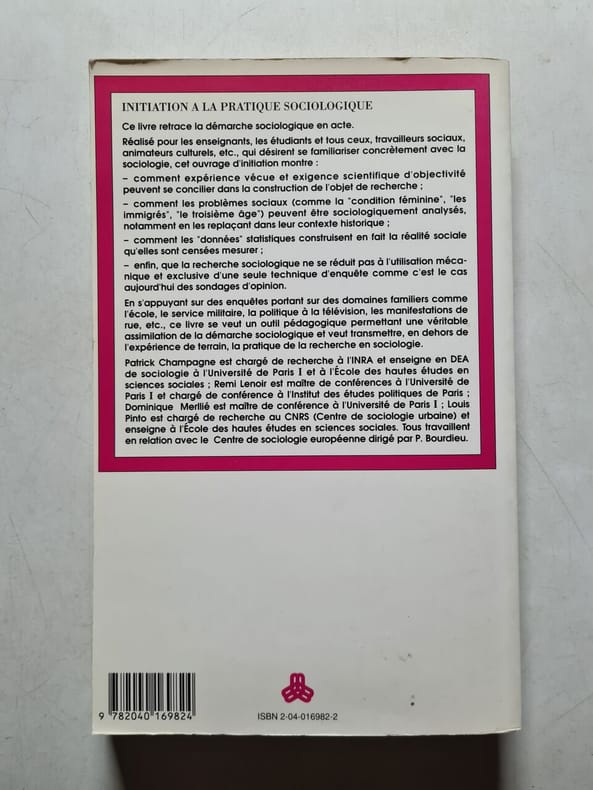 INITIATION A LA PRATIQUE SOCIOLOGIQUE
Ce livre retrace la démarche sociologique en acte.
Réalisé pour les enseignants, les étudiants et tous ceux, travailleurs sociaux,
animateurs culturels, etc., qui désirent se familiariser concrètement avec la
sociologie, cet ouvrage d'initiation montre :
– comment expérience vécue et exigence scientifique d'objectivité
peuvent se concilier dans la construction de l'objet de recherche ;
– comment les problèmes sociaux (comme la "condition féminine", "les
immigrés", "le troisième âge") peuvent être sociologiquement analysés,
notamment en les replaçant dans leur contexte historique ;
– comment les "données" statistiques construisent en fait la réalité sociale
qu'elles sont censées mesurer ;
– enfin, que la recherche sociologique ne se réduit pas à l'utilisation méca-
nique et exclusive d'une seule technique d'enquête comme c'est le cas
aujourd'hui des sondages d'opinion.
En s'appuyant sur des enquêtes portant sur des domaines familiers comme
l'école, le service militaire, la politique à la télévision, les manifestations de
rue, etc., ce livre se veut un outil pédagogique permettant une véritable
assimilation de la démarche sociologique et veut transmettre, en dehors de
l'expérience de terrain, la pratique de la recherche en sociologie.
Patrick Champagne est chargé de recherche à l'INRA et enseigne en DEA
de sociologie à l'Université de Paris I et à l'École des hautes études en
sciences sociales ; Remi Lenoir est maître de conférences à l'Université de
Paris I et chargé de conférence à l'Institut des études politiques de Paris ;
Dominique Merllié est maître de conférence à l'Université de Paris I ; Louis
Pinto est chargé de recherche au CNRS (Centre de sociologie urbaine) et
enseigne à l'École des hautes études en sciences sociales. Tous travaillent
en relation avec le Centre de sociologie européenne dirigé par P. Bourdieu.
9 782040 169824
ISBN 2-04-016982-2